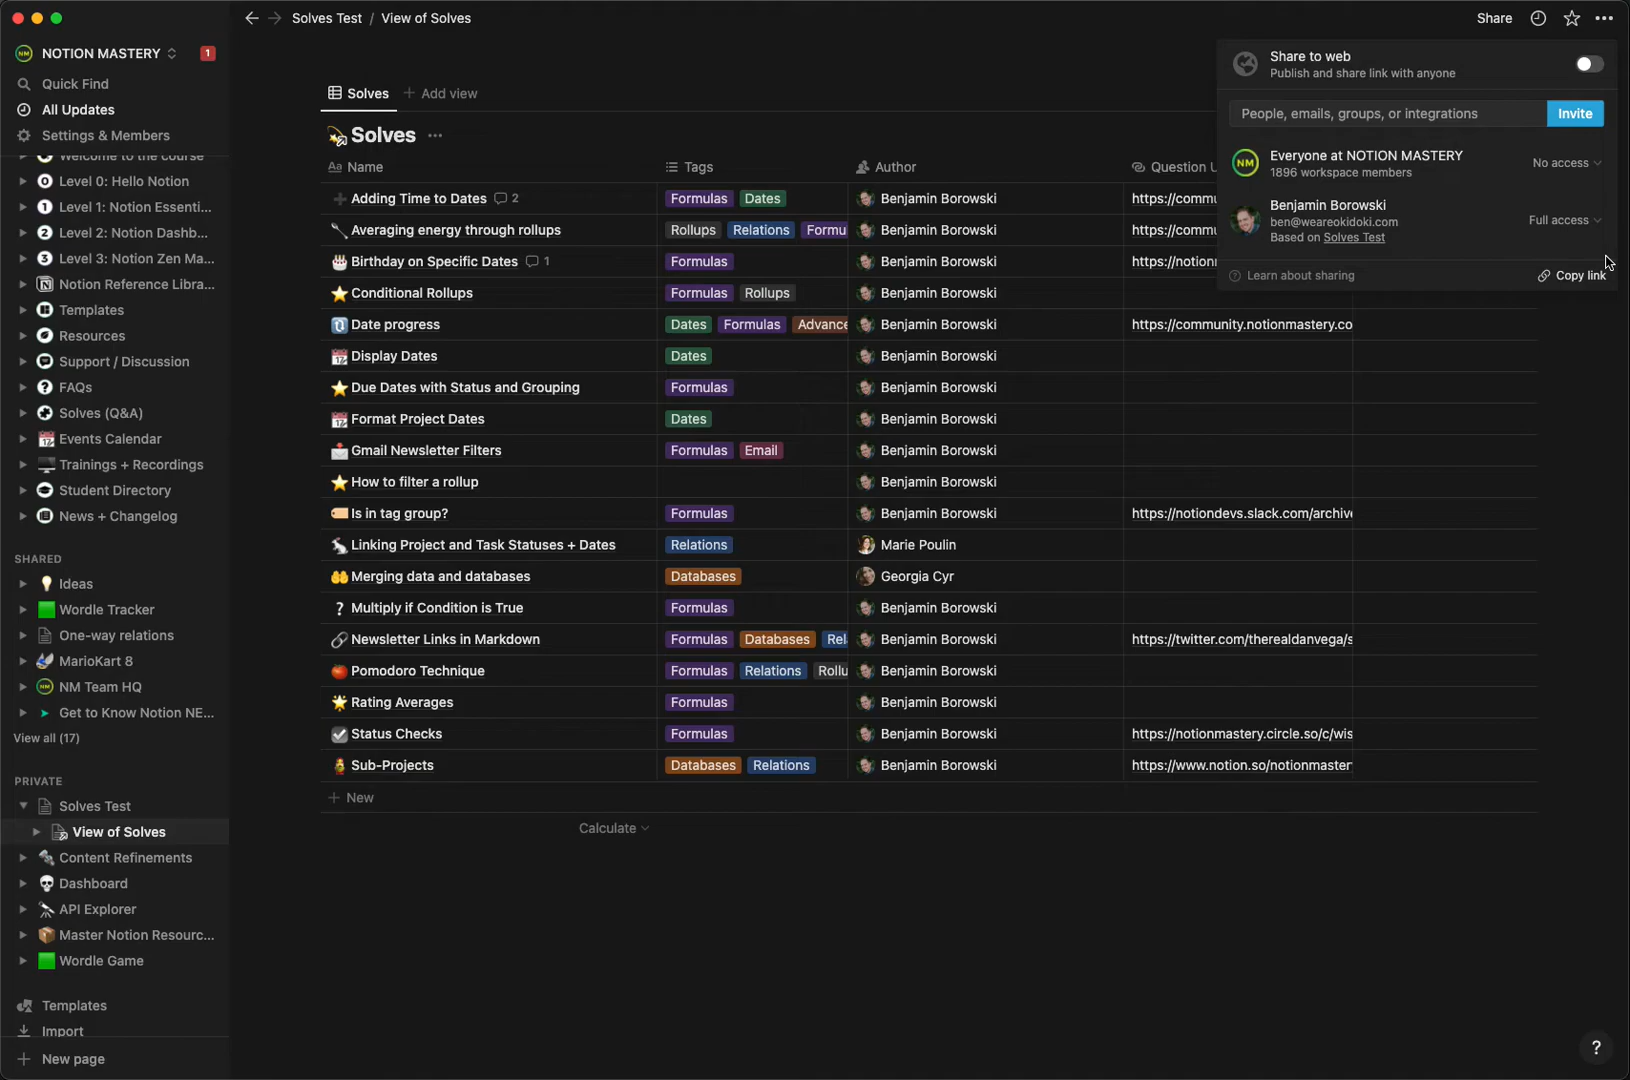 Solves Test / View of Solves
Share
NOTION MASTERY
1
Quick Find
All Updates
Settings & Members
Welcome to the course
Level 0: Hello Notion
Level 1: Notion Essenti...
Level 2: Notion Dashb...
Level 3: Notion Zen Ma...
Notion Reference Libra...
Templates
Resources
Support / Discussion
FAQs
Solves (Q&A)
Events Calendar
Trainings + Recordings
Student Directory
News + Changelog
SHARED
Ideas
Wordle Tracker
One-way relations
MarioKart 8
NM Team HQ
Get to Know Notion NE...
View all (17)
PRIVATE
Solves Test
View of Solves
Content Refinements
Dashboard
API Explorer
Master Notion Resourc...
Wordle Game
Templates
Import
New page
Solves
Add view
Solves
Aa Name Tags Author Question U
Adding Time to Dates 2 Formulas Dates Benjamin Borowski https://commu
Averaging energy through rollups Rollups Relations Formu Benjamin Borowski https://commu
Birthday on Specific Dates 1 Formulas Benjamin Borowski https://notion
Conditional Rollups Formulas Rollups Benjamin Borowski
Date progress Dates Formulas Advance Benjamin Borowski https://community.notionmastery.co
Display Dates Dates Benjamin Borowski
Due Dates with Status and Grouping Formulas Benjamin Borowski
Format Project Dates Dates Benjamin Borowski
Gmail Newsletter Filters Formulas Email Benjamin Borowski
How to filter a rollup Benjamin Borowski
Is in tag group? Formulas Benjamin Borowski https://notiondevs.slack.com/archive
Linking Project and Task Statuses + Dates Relations Marie Poulin
Merging data and databases Databases Georgia Cyr
Multiply if Condition is True Formulas Benjamin Borowski
Newsletter Links in Markdown Formulas Databases Rel Benjamin Borowski https://twitter.com/therealdanvega/s
Pomodoro Technique Formulas Relations Rollu Benjamin Borowski
Rating Averages Formulas Benjamin Borowski
Status Checks Formulas Benjamin Borowski https://notionmastery.circle.so/c/wis
Sub-Projects Databases Relations Benjamin Borowski https://www.notion.so/notionmaster
New
Calculate
Share to web
Publish and share link with anyone
People, emails, groups, or integrations
Invite
NM
Everyone at NOTION MASTERY
1896 workspace members
No access
Benjamin Borowski
ben@weareokidoki.com
Based on Solves Test
Full access
Learn about sharing
Copy link
?